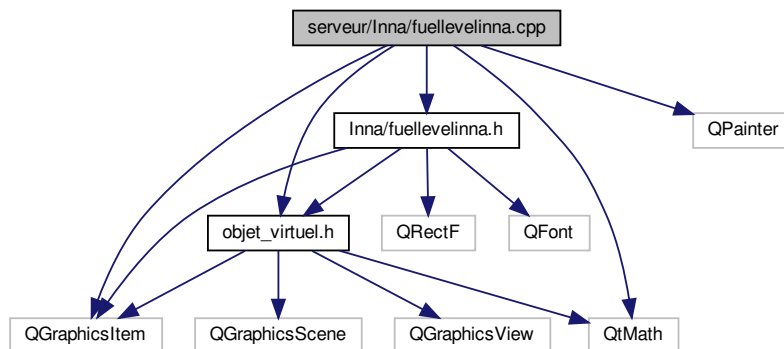 serveur/Inna/fuellevelinna.cpp
Inna/fuellevelinna.h
QPainter
objet_virtuel.h
QRectF
QFont
QGraphicsItem
QGraphicsScene
QGraphicsView
QtMath